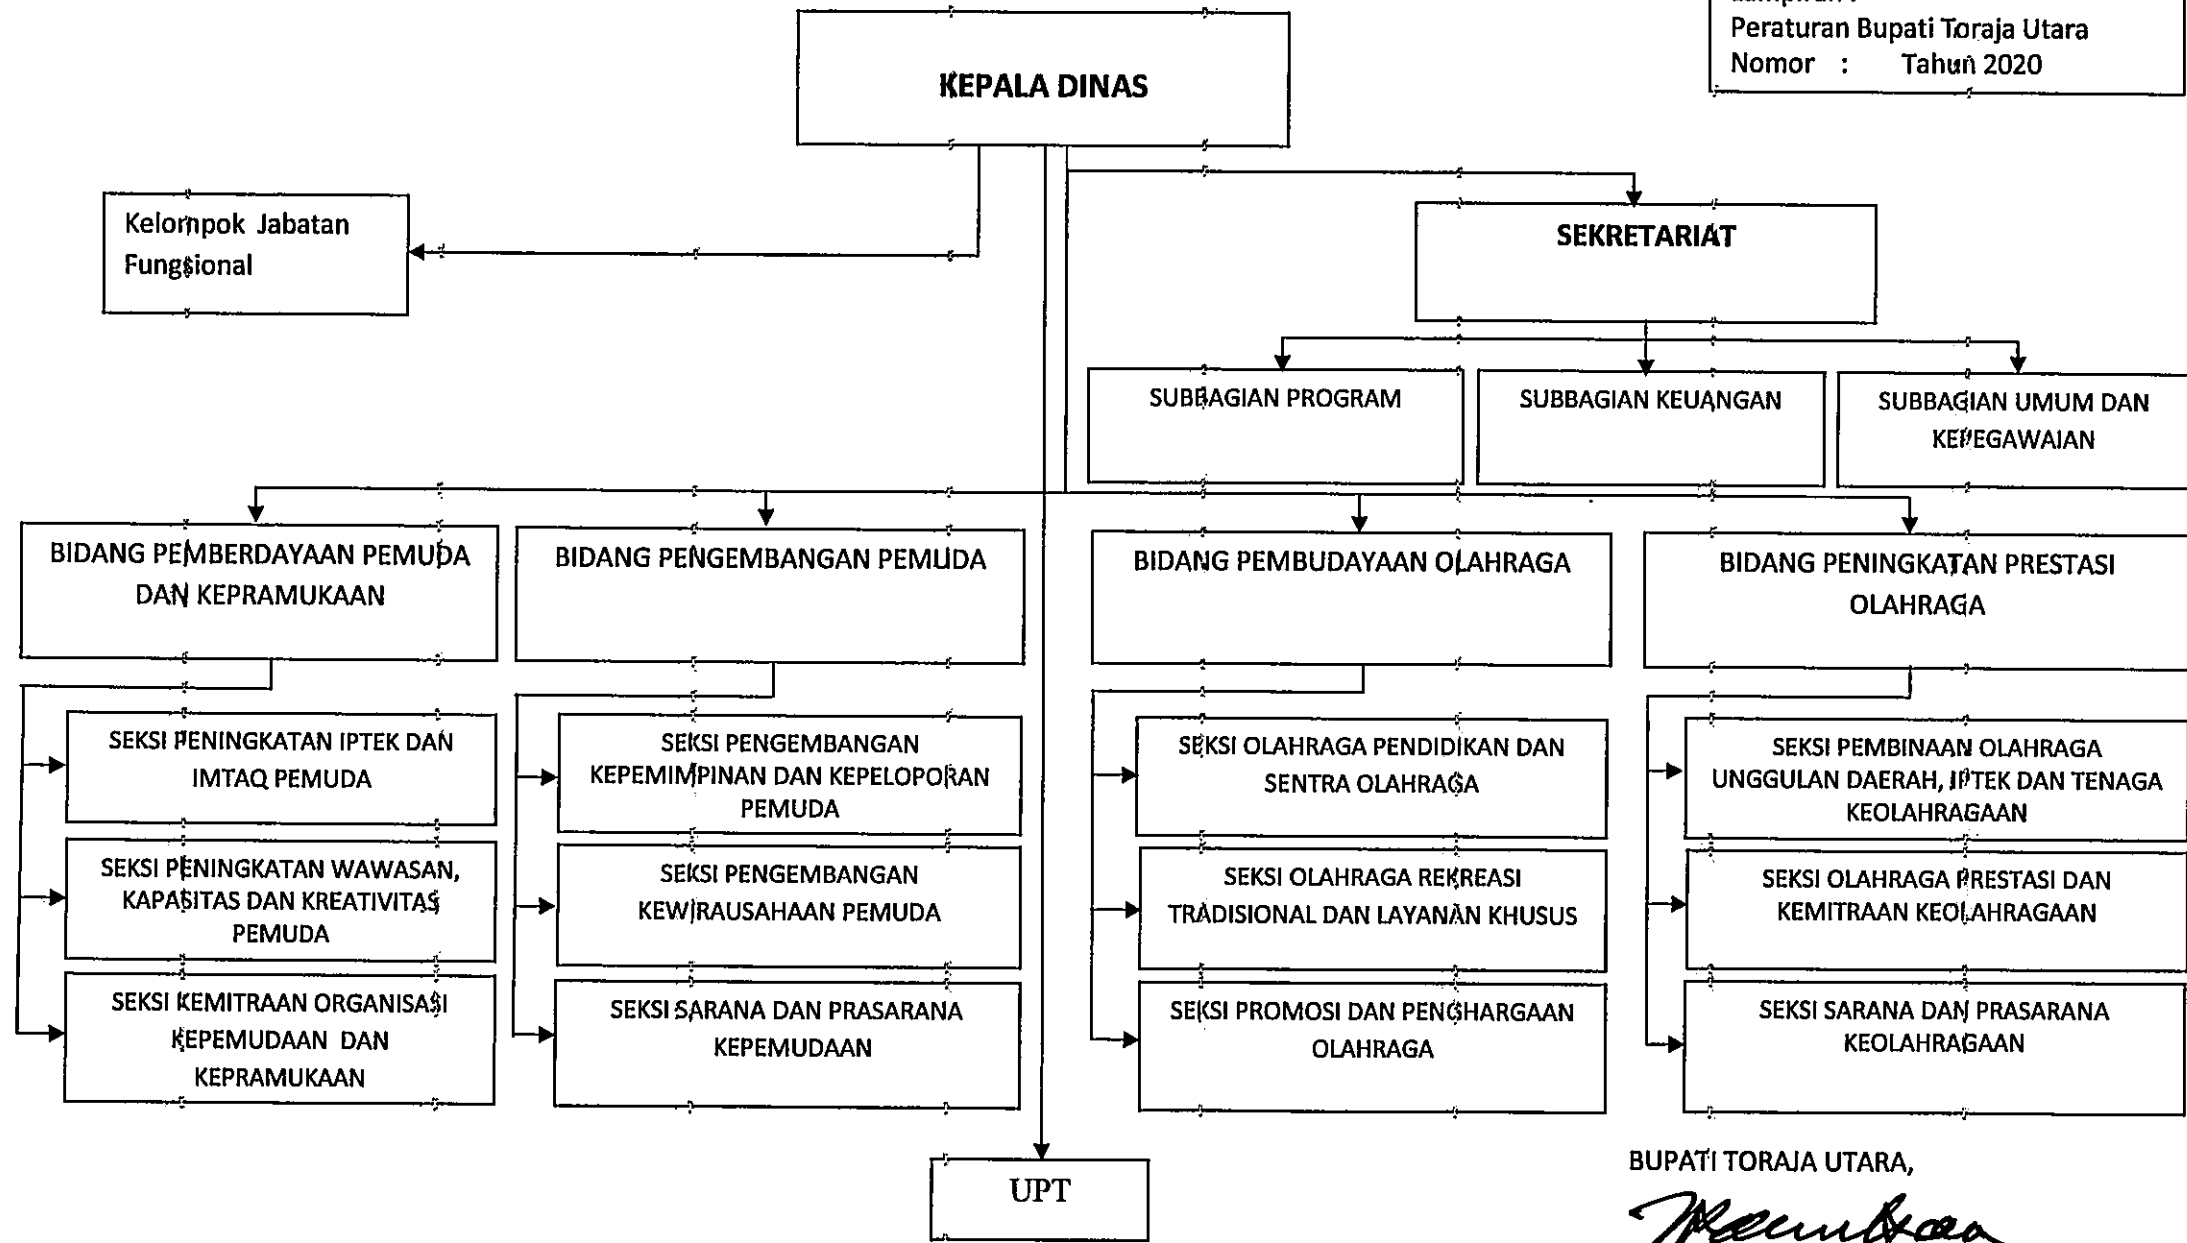 Peraturan Bupati Toraja Utara
Nomor : Tahun 2020
KEPALA DINAS
Kelompok Jabatan
Fungsional
SEKRETARIAT
SUBBAGIAN PROGRAM
SUBBAGIAN KEUANGAN
SUBBAGIAN UMUM DAN
KEPEGAWAIAN
BIDANG PEMBERDAYAAN PEMUDA
DAN KEPRAMUKAAN
BIDANG PENGEMBANGAN PEMUDA
BIDANG PEMBUDAYAAN OLAHRAGA
BIDANG PENINGKATAN PRESTASI
OLAHRAGA
SEKSI PENINGKATAN IPTEK DAN
IMTAQ PEMUDA
SEKSI PENINGKATAN WAWASAN,
KAPASITAS DAN KREATIVITAS
PEMUDA
SEKSI KEMITRAAN ORGANISASI
KEPEMUDAAN DAN
KEPRAMUKAAN
SEKSI PENGEMBANGAN
KEPEMIMPINAN DAN KEPELOPORAN
PEMUDA
SEKSI PENGEMBANGAN
KEWIRAUSAHAAN PEMUDA
SEKSI SARANA DAN PRASARANA
KEPEMUDAAN
SEKSI OLAHRAGA PENDIDIKAN DAN
SENTRA OLAHRAGA
SEKSI OLAHRAGA REKREASI
TRADISIONAL DAN LAYANAN KHUSUS
SEKSI PROMOSI DAN PENGHARGAAN
OLAHRAGA
SEKSI PEMBINAAN OLAHRAGA
UNGGULAN DAERAH, IPTEK DAN TENAGA
KEOLAHRAGAAN
SEKSI OLAHRAGA PRESTASI DAN
KEMITRAAN KEOLAHRAGAAN
SEKSI SARANA DAN PRASARANA
KEOLAHRAGAAN
UPT
BUPATI TORAJA UTARA,